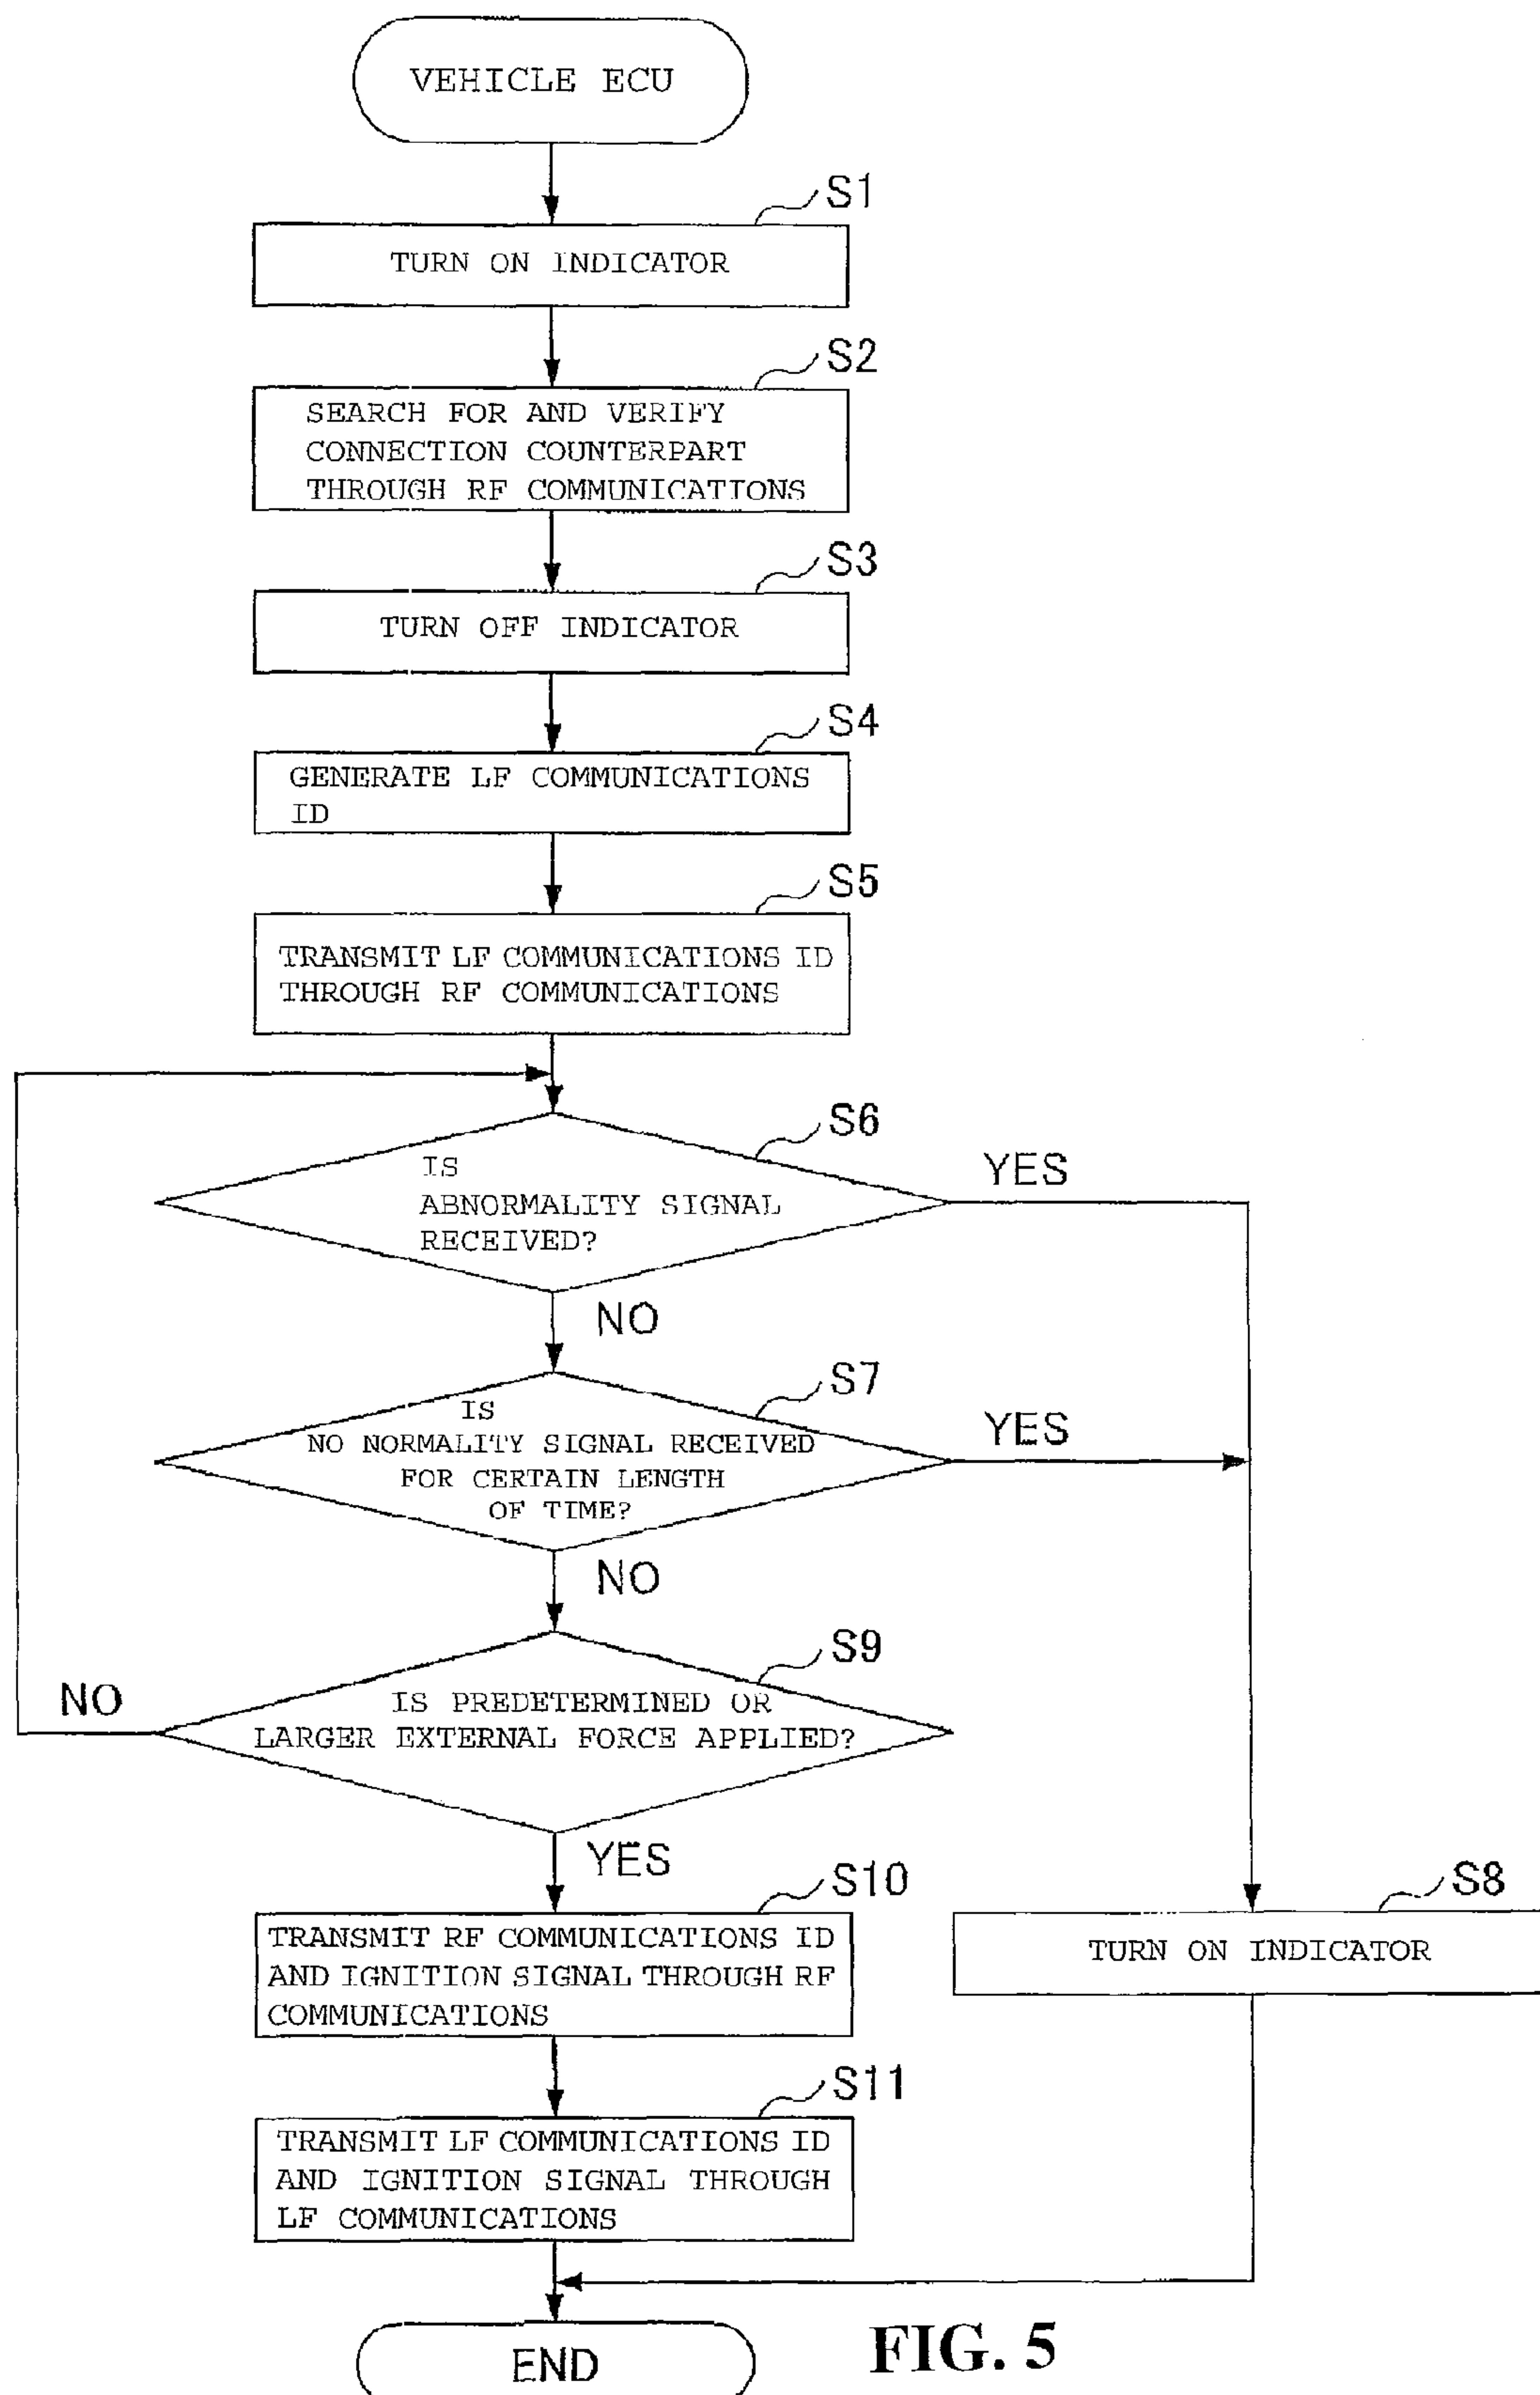 VEHICLE ECU
S1
TURN ON INDICATOR
S2
SEARCH FOR AND VERIFY
CONNECTION COUNTERPART
THROUGH RF COMMUNICATIONS
S3
TURN OFF INDICATOR
S4
GENERATE LF COMMUNICATIONS
ID
S5
TRANSMIT LF COMMUNICATIONS ID
THROUGH RF COMMUNICATIONS
S6
IS
ABNORMALITY SIGNAL
RECEIVED?
YES
NO
S7
IS
NO NORMALITY SIGNAL RECEIVED
FOR CERTAIN LENGTH
OF TIME?
YES
NO
S9
IS PREDETERMINED OR
LARGER EXTERNAL FORCE APPLIED?
NO
YES
S10
TRANSMIT RF COMMUNICATIONS ID
AND IGNITION SIGNAL THROUGH RF
COMMUNICATIONS
S8
TURN ON INDICATOR
S11
TRANSMIT LF COMMUNICATIONS ID
AND IGNITION SIGNAL THROUGH
LF COMMUNICATIONS
END
FIG. 5